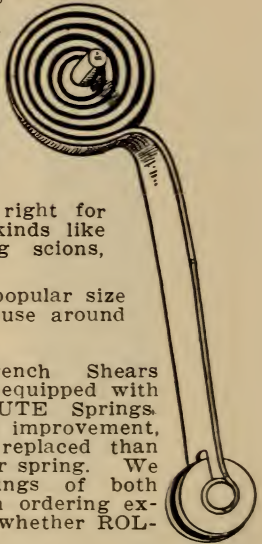 right for
kinds like
g scions,
popular size
use around
ench Shears
equipped with
UTE Springs.
improvement,
replaced than
r spring. We
ings of both
n ordering ex-
whether ROL-